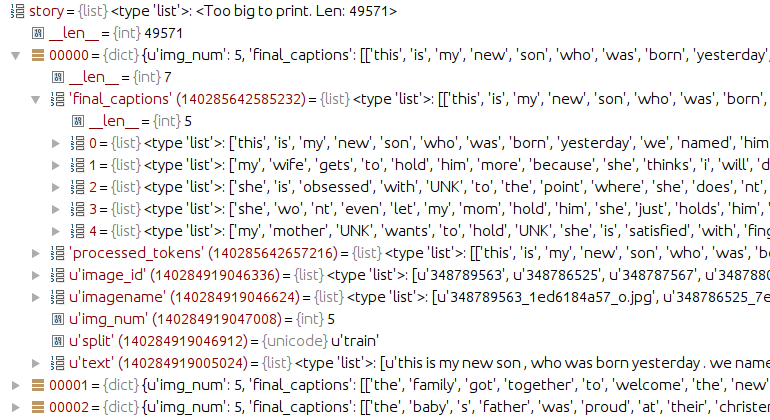 story = {list} <type 'list'>: <Too big to print. Len: 49571>
__len__ = {int} 49571
00000 = {dict} {u'img_num': 5, 'final_captions': [['this', 'is', 'my', 'new', 'son', 'who', 'was', 'born', 'yesterday',
__len__ = {int} 7
'final_captions' (140285642585232) = {list} <type 'list'>: [['this', 'is', 'my', 'new', 'son', 'who', 'was', 'born',
__len__ = {int} 5
0 = {list} <type 'list'>: ['this', 'is', 'my', 'new', 'son', 'who', 'was', 'born', 'yesterday', 'we', 'named', 'him
1 = {list} <type 'list'>: ['my', 'wife', 'gets', 'to', 'hold', 'him', 'more', 'because', 'she', 'thinks', 'i', 'will', 'd
2 = {list} <type 'list'>: ['she', 'is', 'obsessed', 'with', 'UNK', 'to', 'the', 'point', 'where', 'she', 'does', 'nt',
3 = {list} <type 'list'>: ['she', 'wo', 'nt', 'even', 'let', 'my', 'mom', 'hold', 'him', 'she', 'just', 'holds', 'him', '
4 = {list} <type 'list'>: ['my', 'mother', 'UNK', 'wants', 'to', 'hold', 'UNK', 'she', 'is', 'satisfied', 'with', 'fing
'processed_tokens' (140285642657216) = {list} <type 'list'>: [['this', 'is', 'my', 'new', 'son', 'who', 'was', 'bo
u'image_id' (140284919046336) = {list} <type 'list'>: [u'348789563', u'348786525', u'348787567', u'3487880
u'imagename' (140284919046624) = {list} <type 'list'>: [u'348789563_1ed6184a57_o.jpg', u'348786525_7e
u'img_num' (140284919047008) = {int} 5
u'split' (140284919046912) = {unicode} u'train'
u'text' (140284919005024) = {list} <type 'list'>: [u'this is my new son , who was born yesterday . we name
00001 = {dict} {u'img_num': 5, 'final_captions': [['the', 'family', 'got', 'together', 'to', 'welcome', 'the', 'new'
00002 = {dict} {u'img_num': 5, 'final_captions': [['the', 'baby', 's', 'father', 'was', 'proud', 'at', 'their', 'christen